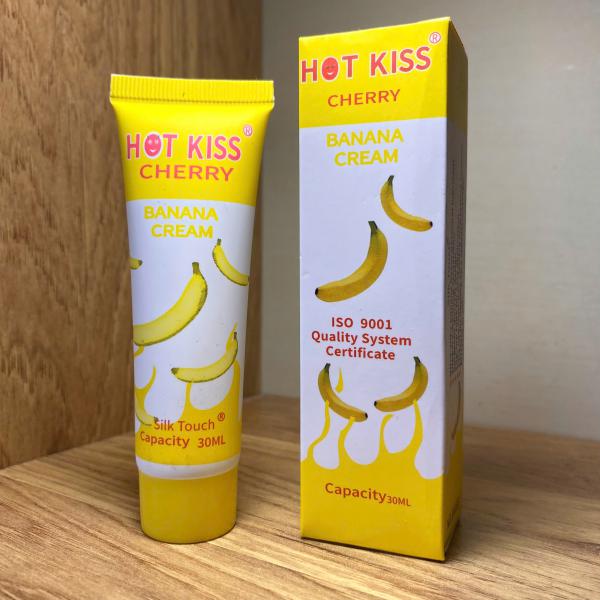 HOT KISS®
CHERRY
BANANA
CREAM
Silk Touch®
Capacity 30ML
HOT KISS®
CHERRY
BANANA
CREAM
ISO 9001
Quality System
Certificate
Capacity30ML